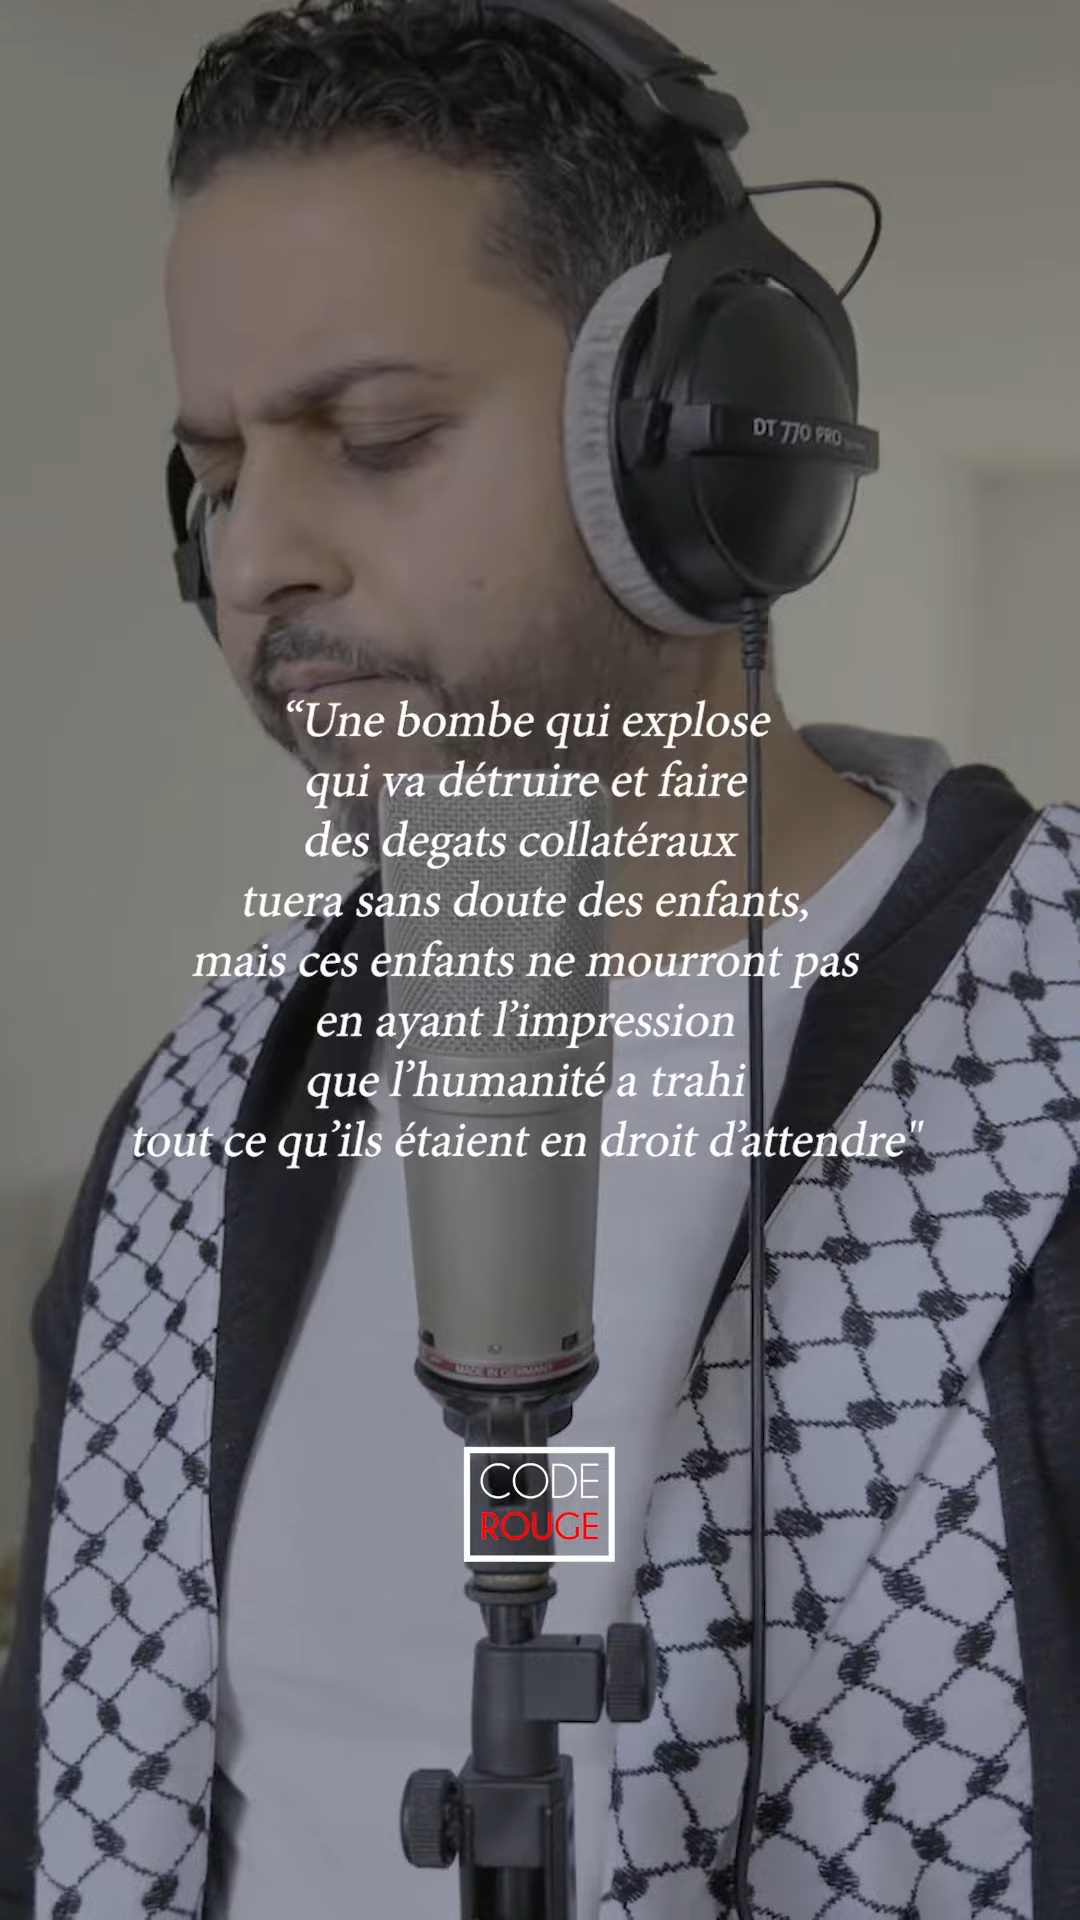 DT 770 PRO
“Une bombe qui explose
qui va détruire et faire
des degats collatéraux
tuera sans doute des enfants,
mais ces enfants ne mourront pas
en ayant l’impression
que l’humanité a trahi
tout ce qu’ils étaient en droit d’attendre"
MADE IN GERMANY
CODE
ROUGE